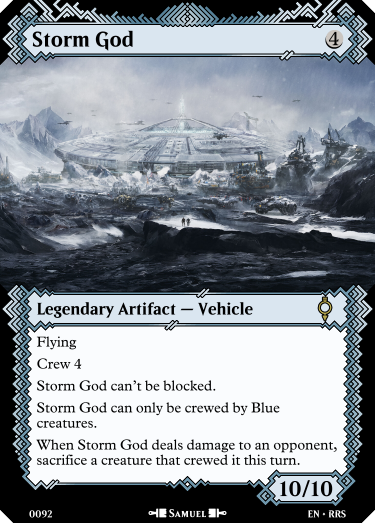 Storm God 4
Legendary Artifact — Vehicle
Flying
Crew 4
Storm God can't be blocked.
Storm God can only be crewed by Blue
creatures.
When Storm God deals damage to an opponent,
sacrifice a creature that crewed it this turn.
10/10
0092 SAMUEL EN • RRS